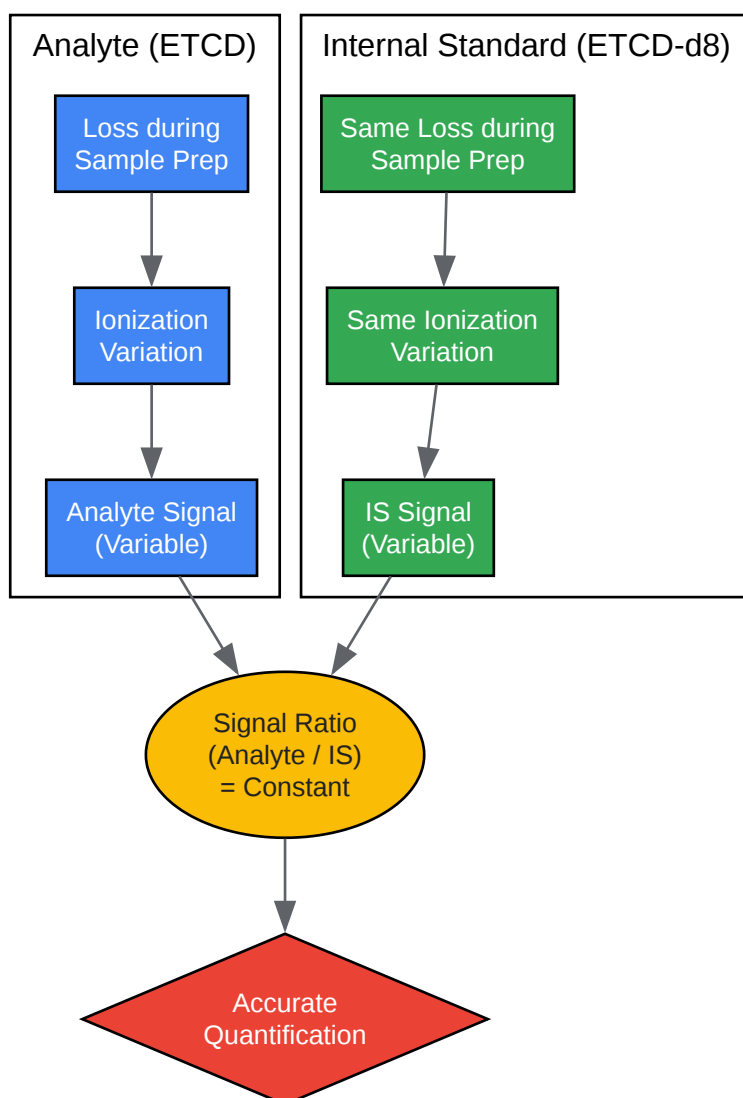 Analyte (ETCD)
Loss during
Sample Prep
Ionization
Variation
Analyte Signal
(Variable)
Internal Standard (ETCD-d8)
Same Loss during
Sample Prep
Same Ionization
Variation
IS Signal
(Variable)
Signal Ratio
(Analyte / IS)
= Constant
Accurate
Quantification